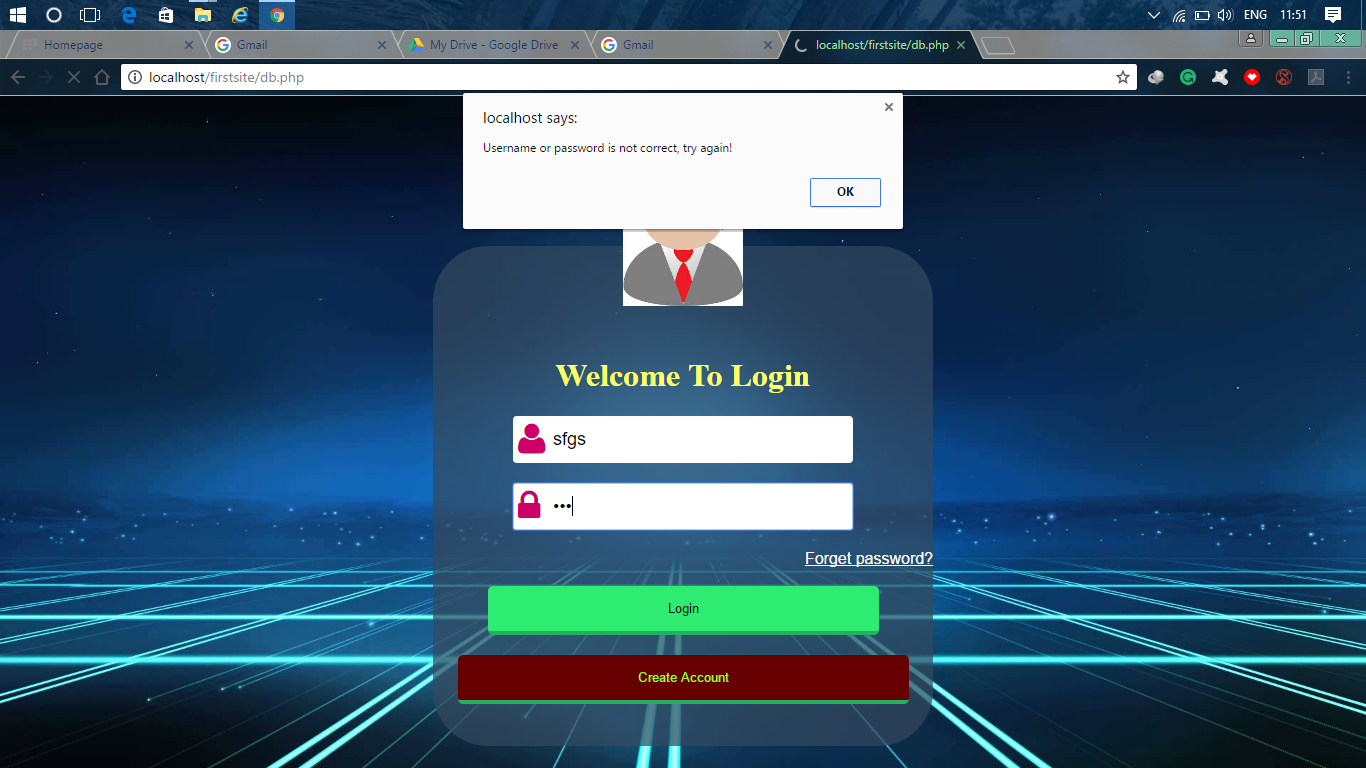 ENG 11:51
Homepage
Gmail
My Drive - Google Drive
Gmail
localhost/firstsite/db.php
localhost/firstsite/db.php
localhost says:
Username or password is not correct, try again!
OK
Welcome To Login
sfgs
•••
Forget password?
Login
Create Account